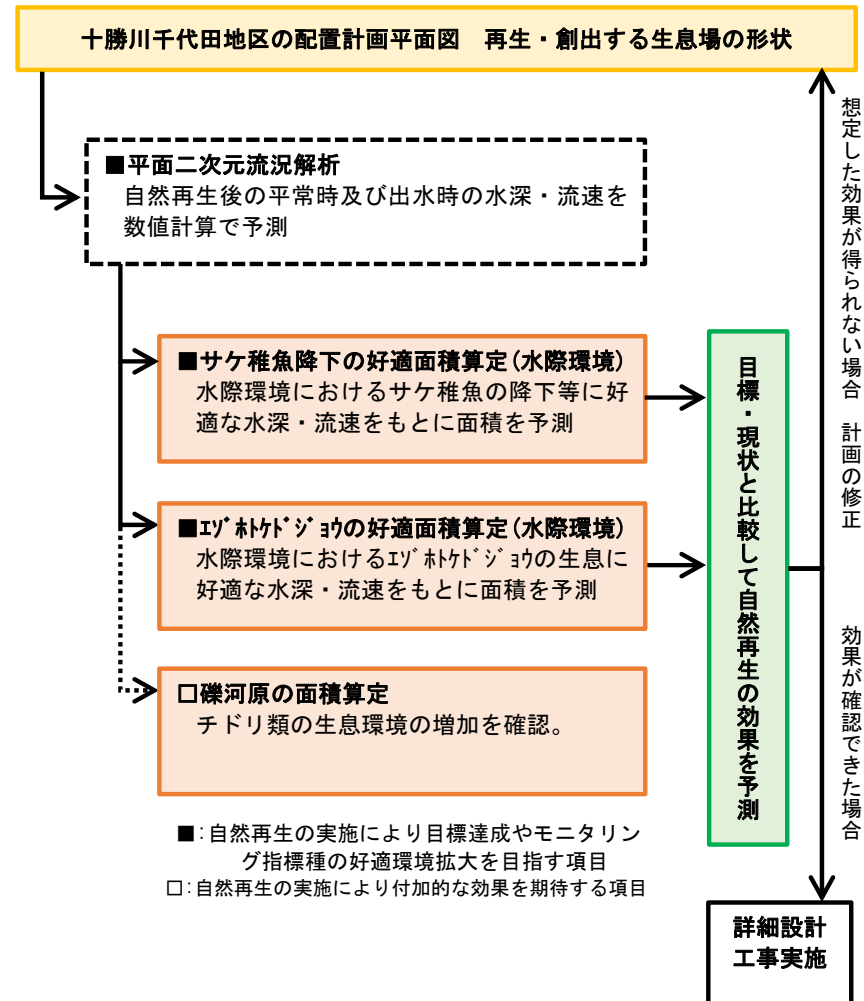 十勝川千代田地区の配置計画平面図　再生・創出する生息場の形状
■平面二次元流況解析
自然再生後の平常時及び出水時の水深・流速を
数値計算で予測
■サケ稚魚降下の好適面積算定(水際環境)
水際環境におけるサケ稚魚の降下等に好
適な水深・流速をもとに面積を予測
■ｴｿﾞﾎﾄｹﾄﾞｼﾞｮｳの好適面積算定(水際環境)
水際環境におけるｴｿﾞﾎﾄｹﾄﾞｼﾞｮｳの生息に
好適な水深・流速をもとに面積を予測
□礫河原の面積算定
チドリ類の生息環境の増加を確認。
目標・現状と比較して自然再生の効果を予測
想定した効果が得られない場合　計画の修正
効果が確認できた場合
■:自然再生の実施により目標達成やモニタリン
グ指標種の好適環境拡大を目指す項目
□:自然再生の実施により付加的な効果を期待する項目
詳細設計
工事実施